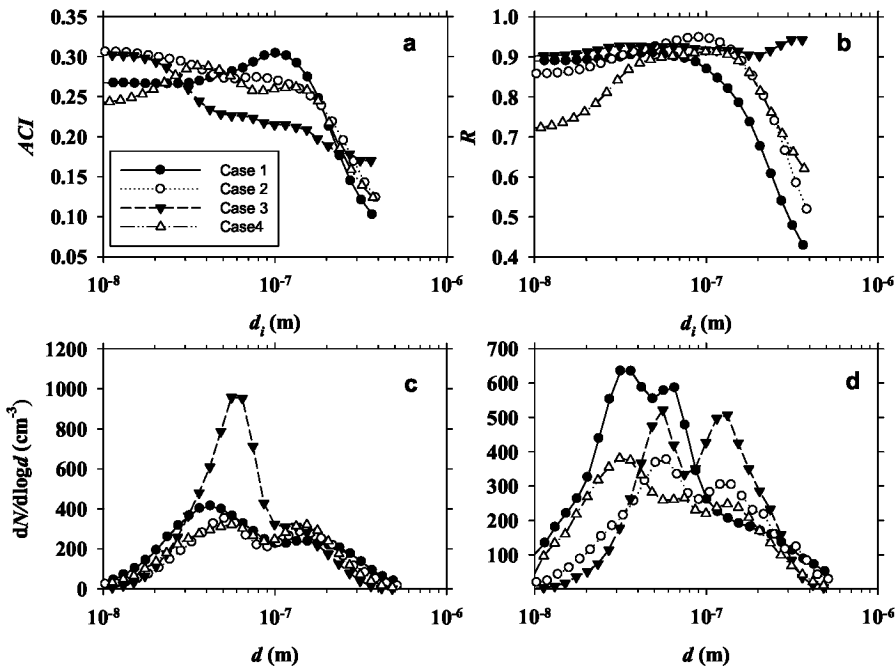 a
ACI
0.35
0.30
0.25
0.20
0.15
0.10
0.05
Case 1
Case 2
Case 3
Case4
10⁻⁸
10⁻⁷
10⁻⁶
dᵢ (m)
b
R
1.0
0.9
0.8
0.7
0.6
0.5
0.4
10⁻⁸
10⁻⁷
10⁻⁶
dᵢ (m)
c
dN/dlogd (cm⁻³)
1200
1000
800
600
400
200
0
10⁻⁸
10⁻⁷
10⁻⁶
d (m)
d
700
600
500
400
300
200
100
10⁻⁸
10⁻⁷
10⁻⁶
d (m)